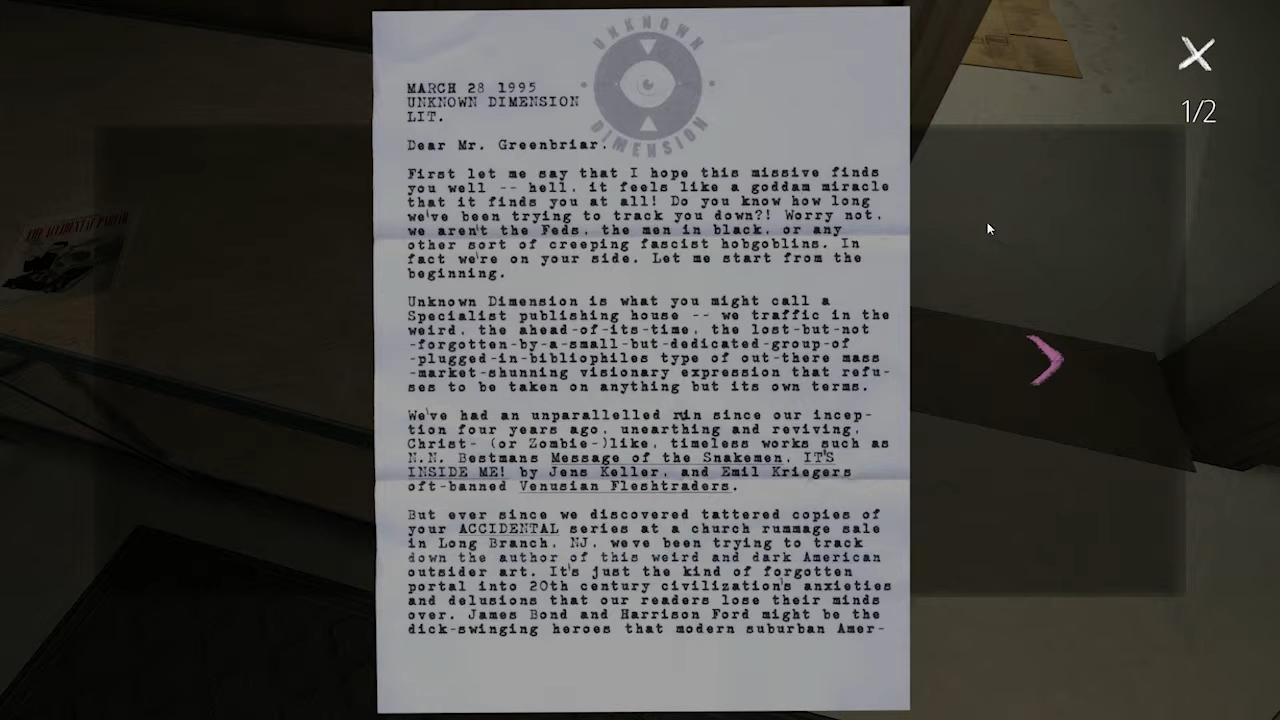 UNKNOWN
DIMENSION
1/2
MARCH 28 1995
UNKNOWN DIMENSION
LIT.
Dear Mr. Greenbriar,
First let me say that I hope this missive finds
you well -- hell, it feels like a goddam miracle
that it finds you at all! Do you know how long
we've been trying to track you down?! Worry not,
we aren't the Feds, the men in black, or any
other sort of creeping fascist hobgoblins. In
fact we're on your side. Let me start from the
beginning.
Unknown Dimension is what you might call a
Specialist publishing house -- we traffic in the
weird, the ahead-of-its-time, the lost-but-not
-forgotten-by-a-small-but-dedicated-group-of
-plugged-in-bibliophiles type of out-there mass
-market-shunning visionary expression that refu-
ses to be taken on anything but its own terms.
We've had an unparallelled run since our incep-
tion four years ago, unearthing and reviving,
Christ- (or Zombie-)like, timeless works such as
N.N. Bestmans Message of the Snakemen, IT'S
INSIDE ME! by Jens Keller, and Emil Kriegers
oft-banned Venusian Fleshtraders.
But ever since we discovered tattered copies of
your ACCIDENTAL series at a church rummage sale
in Long Branch, NJ, we've been trying to track
down the author of this weird and dark American
outsider art. It's just the kind of forgotten
portal into 20th century civilization's anxieties
and delusions that our readers lose their minds
over. James Bond and Harrison Ford might be the
dick-swinging heroes that modern suburban Amer-
THE ACCIDENTAL PARIAH